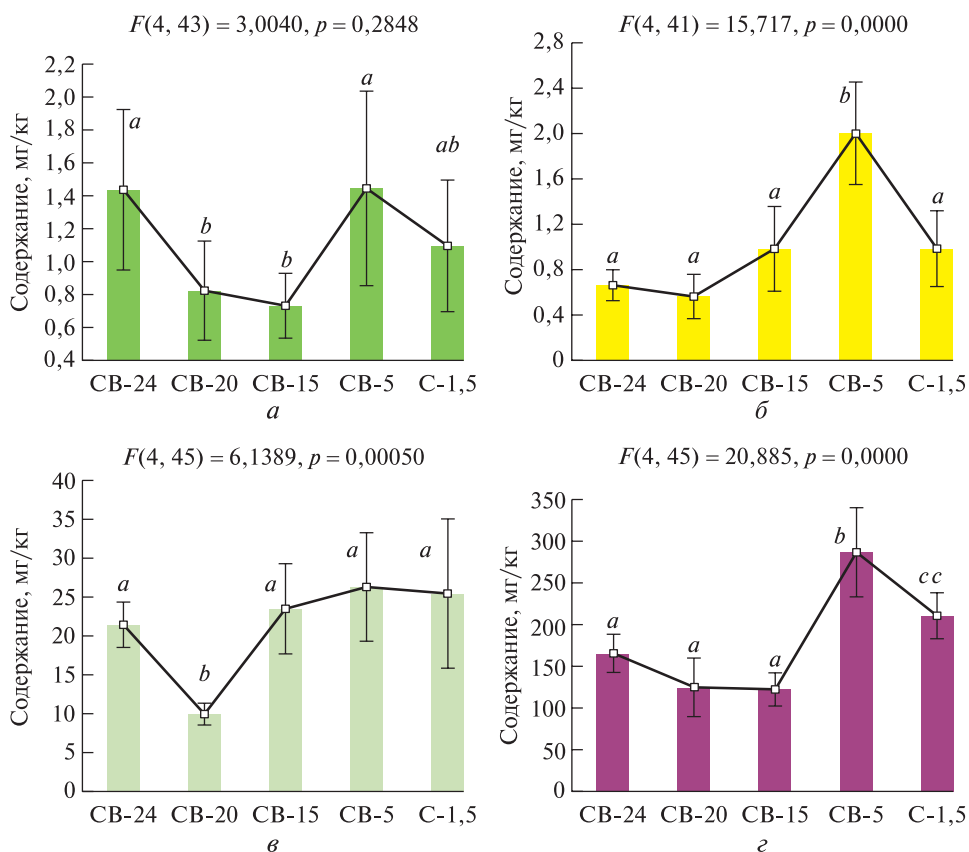 F(4, 43) = 3,0040, p = 0,2848
Содержание, мг/кг
2,2
2,0
1,8
1,6
1,4
1,2
1,0
0,8
0,6
0,4
a
b
b
a
ab
СВ-24 СВ-20 СВ-15 СВ-5 С-1,5
а
F(4, 41) = 15,717, p = 0,0000
Содержание, мг/кг
2,8
2,4
2,0
1,6
1,2
0,8
0,4
0
a
a
a
b
a
СВ-24 СВ-20 СВ-15 СВ-5 С-1,5
б
F(4, 45) = 6,1389, p = 0,00050
Содержание, мг/кг
40
35
30
25
20
15
10
5
0
a
b
a
a
a
СВ-24 СВ-20 СВ-15 СВ-5 С-1,5
в
F(4, 45) = 20,885, p = 0,0000
Содержание, мг/кг
350
300
250
200
150
100
50
0
a
a
a
b
cc
СВ-24 СВ-20 СВ-15 СВ-5 С-1,5
г